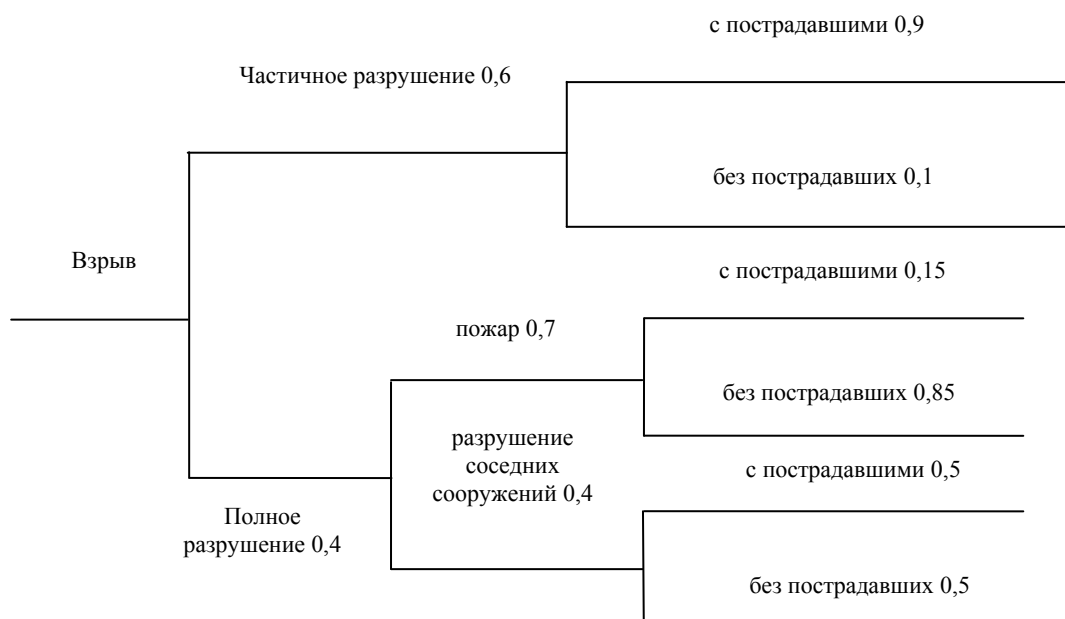 с пострадавшими 0,9
Частичное разрушение 0,6
без пострадавших 0,1
Взрыв
с пострадавшими 0,15
пожар 0,7
без пострадавших 0,85
разрушение
соседних
сооружений 0,4
с пострадавшими 0,5
Полное
разрушение 0,4
без пострадавших 0,5